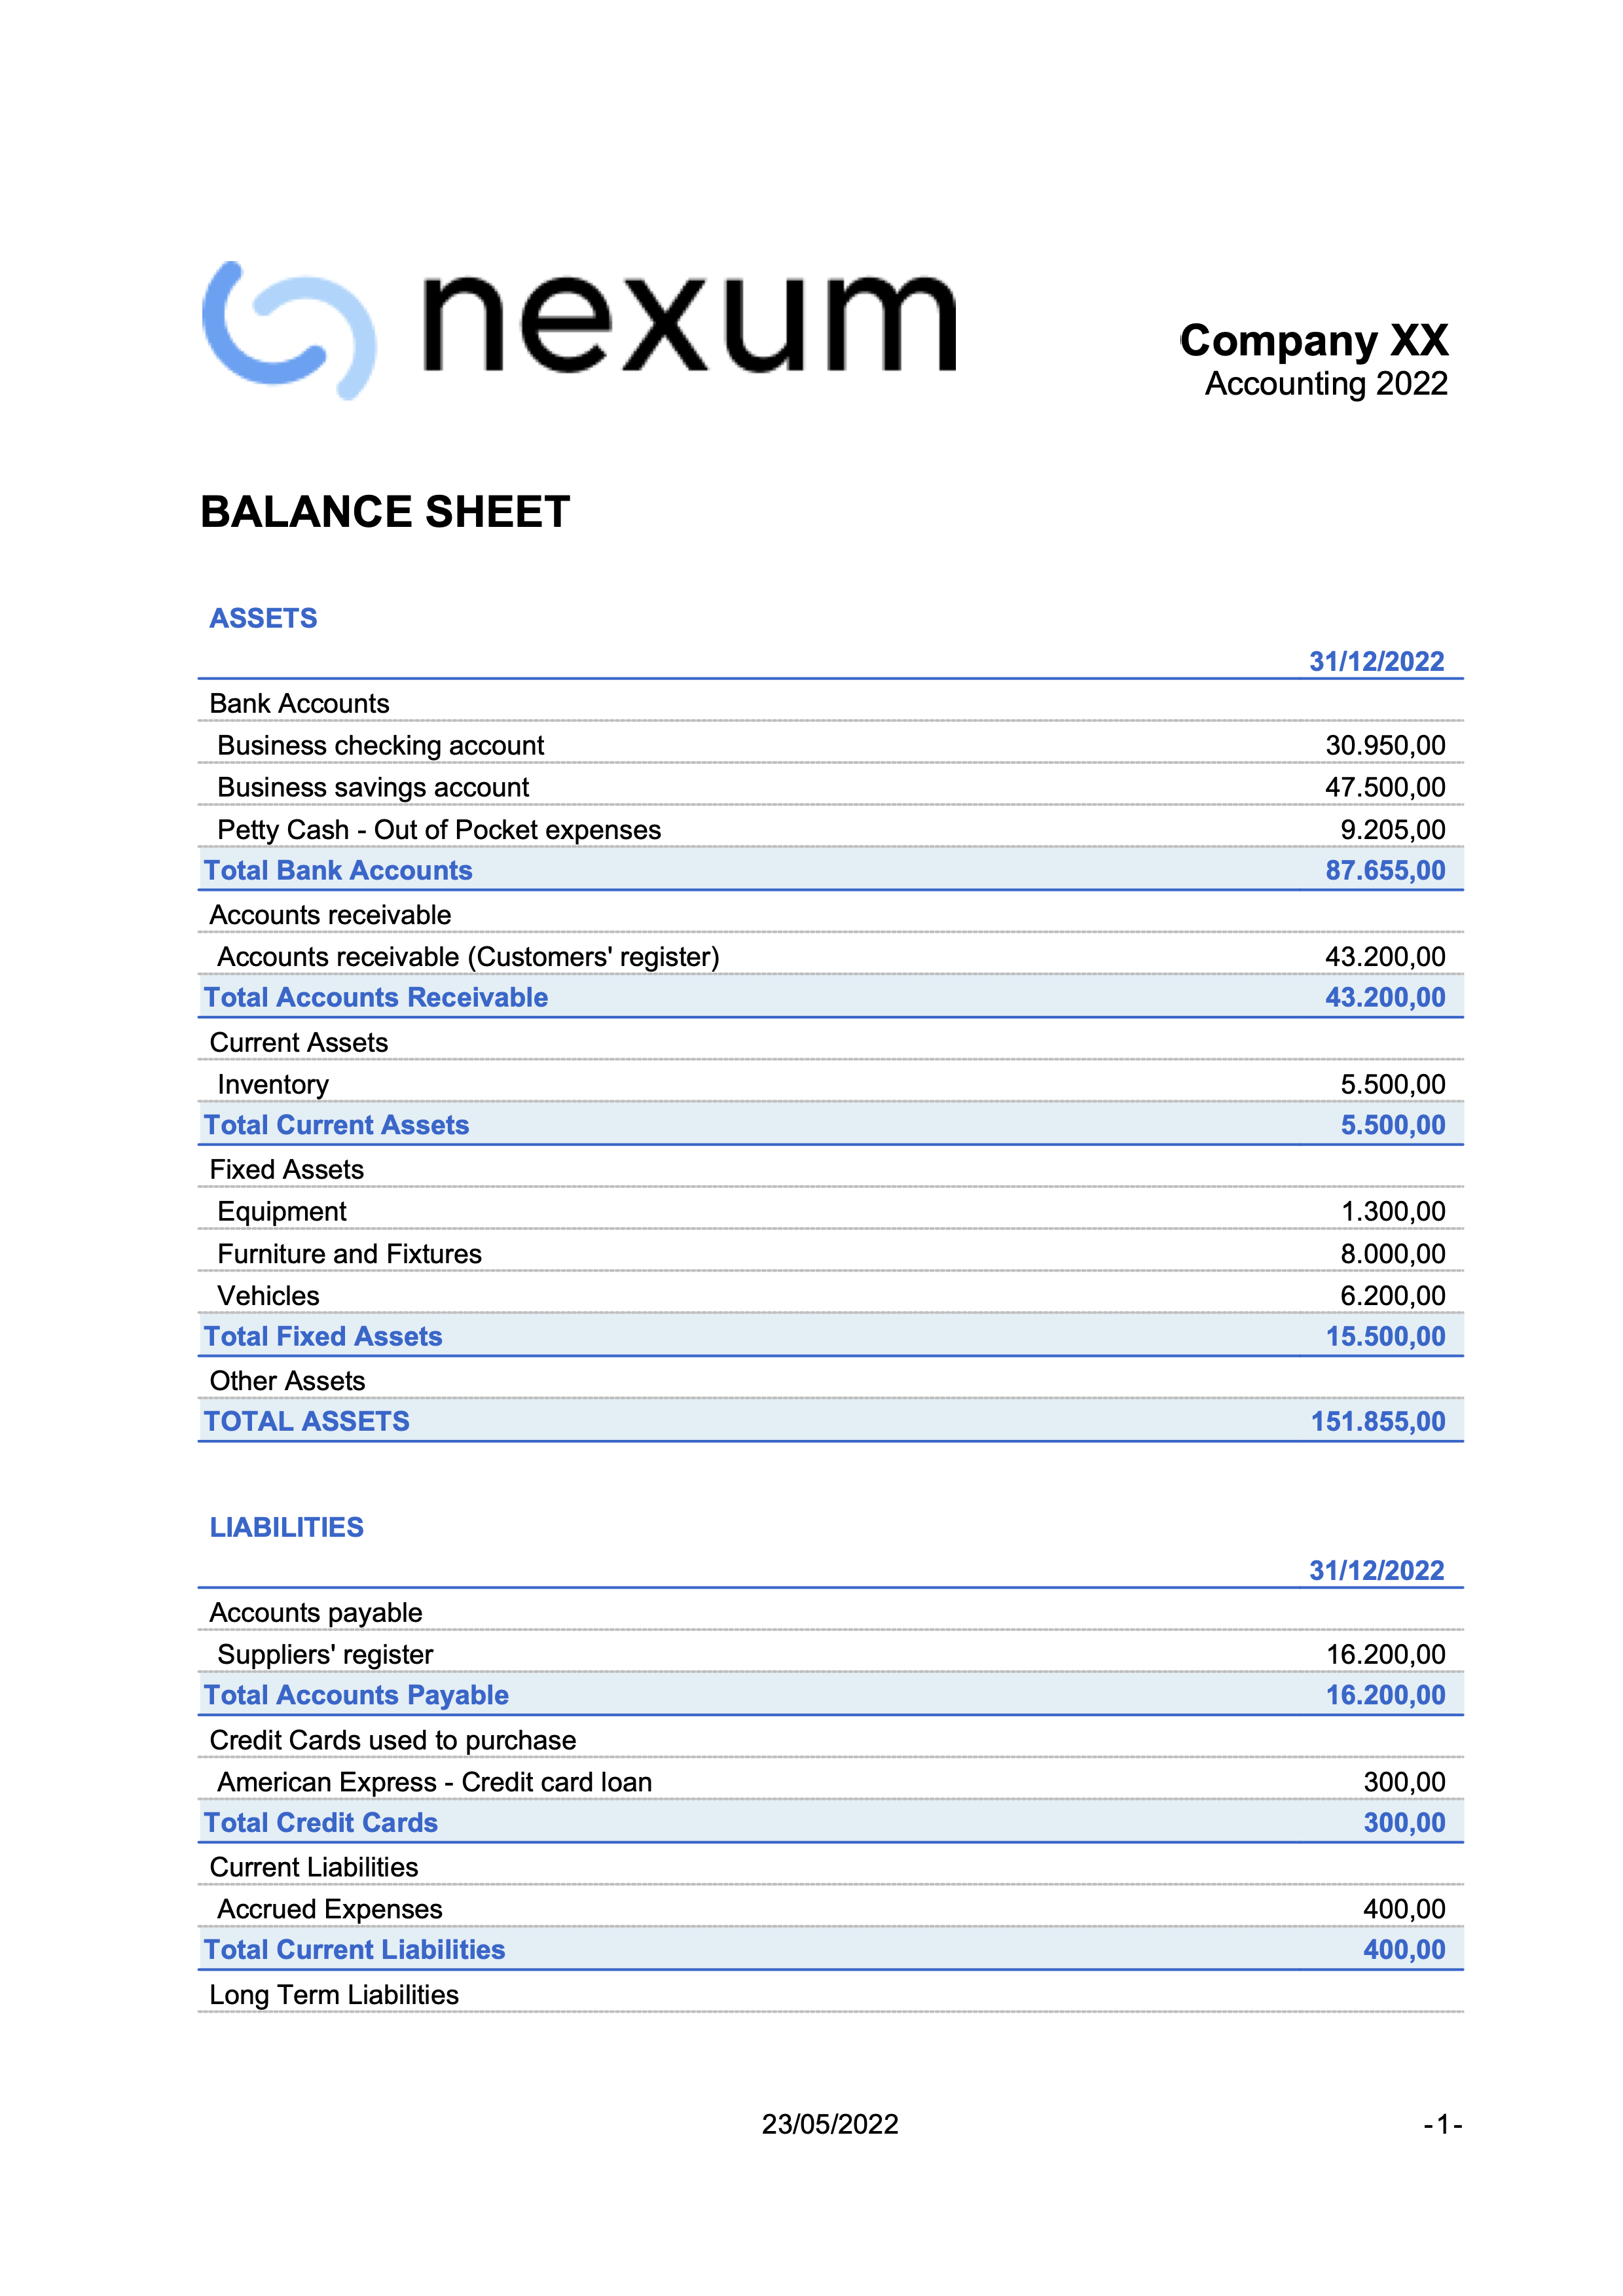 nexum
Company XX
Accounting 2022
BALANCE SHEET
ASSETS
31/12/2022
Bank Accounts
Business checking account 30.950,00
Business savings account 47.500,00
Petty Cash - Out of Pocket expenses 9.205,00
Total Bank Accounts 87.655,00
Accounts receivable
Accounts receivable (Customers' register) 43.200,00
Total Accounts Receivable 43.200,00
Current Assets
Inventory 5.500,00
Total Current Assets 5.500,00
Fixed Assets
Equipment 1.300,00
Furniture and Fixtures 8.000,00
Vehicles 6.200,00
Total Fixed Assets 15.500,00
Other Assets
TOTAL ASSETS 151.855,00
LIABILITIES
31/12/2022
Accounts payable
Suppliers' register 16.200,00
Total Accounts Payable 16.200,00
Credit Cards used to purchase
American Express - Credit card loan 300,00
Total Credit Cards 300,00
Current Liabilities
Accrued Expenses 400,00
Total Current Liabilities 400,00
Long Term Liabilities
23/05/2022 -1-